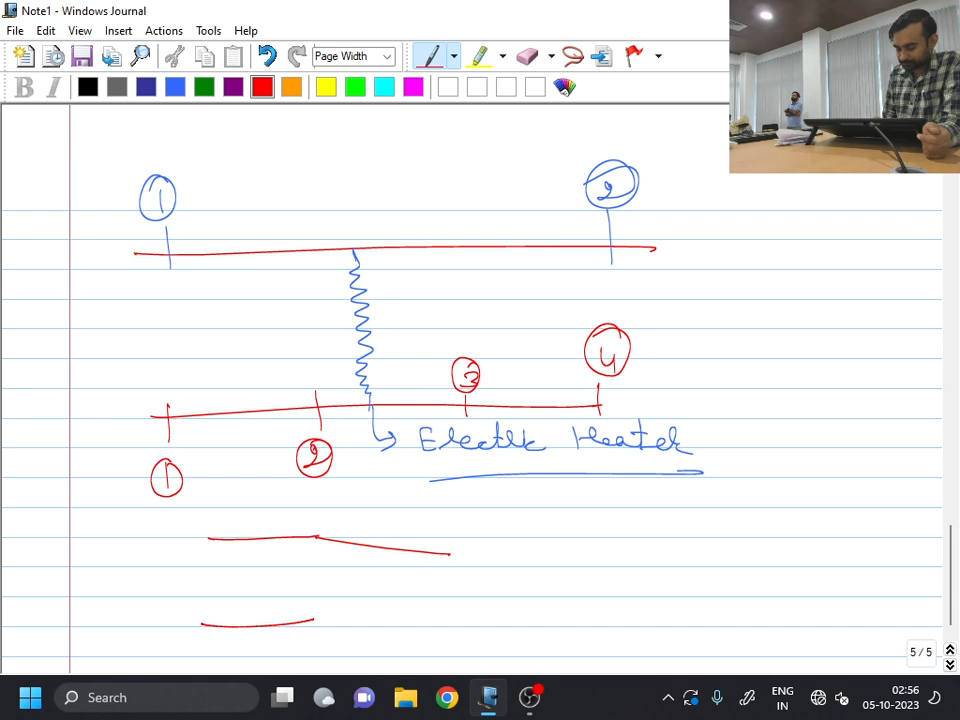 Note1 - Windows Journal
File Edit View Insert Actions Tools Help
Page Width
B I
1 2
3 4
1 2
Electric Heater
5 / 5
Search
ENG
IN
02:56
05-10-2023